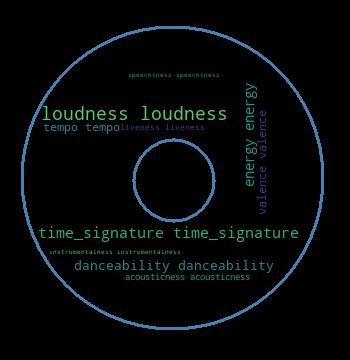 speechiness speechiness
loudness loudness
tempo tempo
liveness liveness
energy energy
valence valence
time_signature time_signature
instrumentalness instrumentalness
danceability danceability
acousticness acousticness